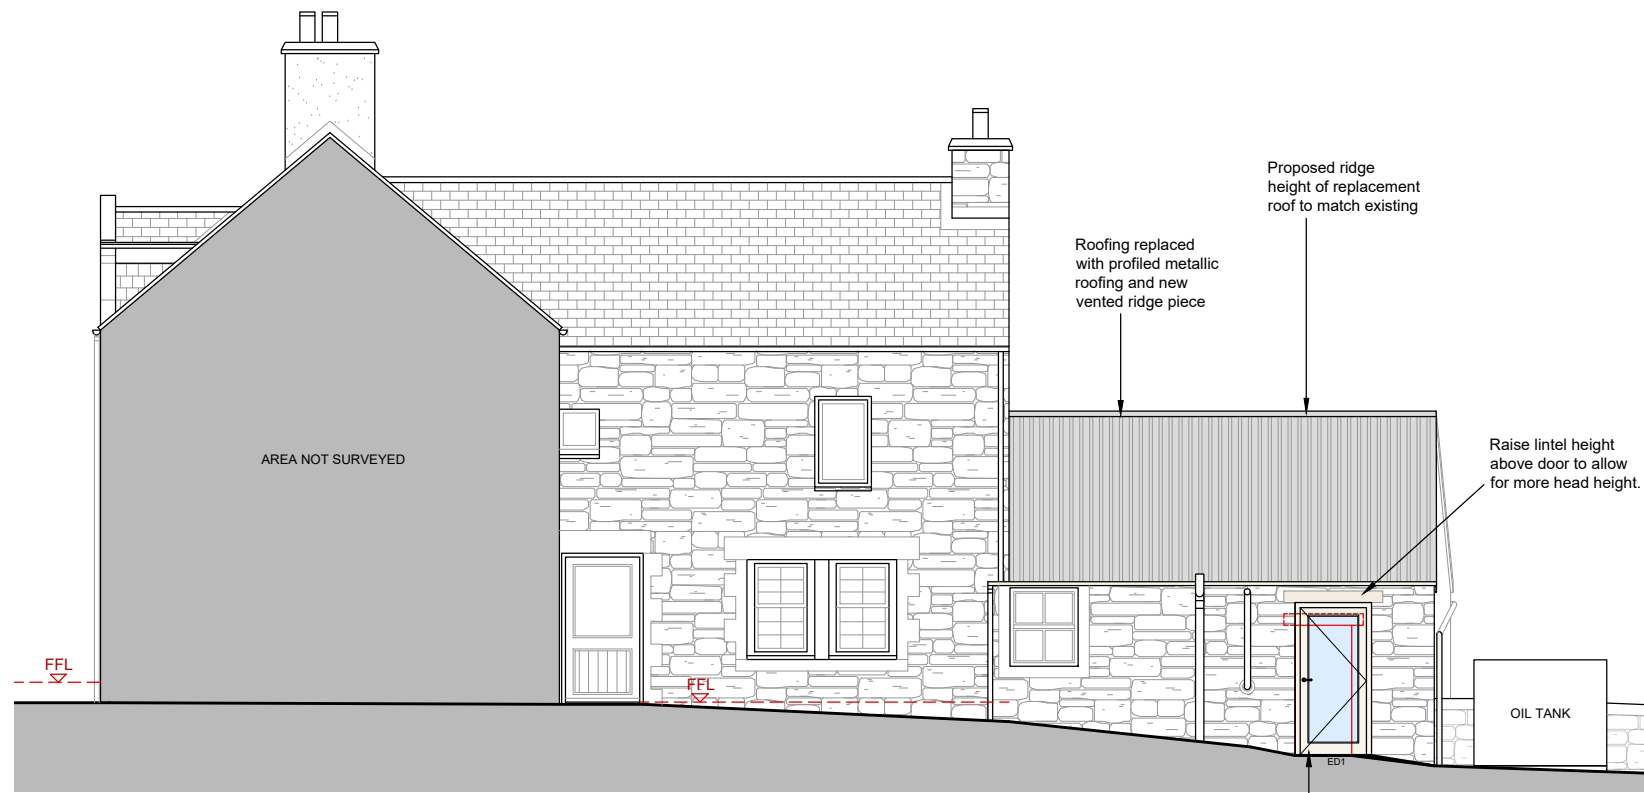 Proposed ridge
height of replacement
roof to match existing
Roofing replaced
with profiled metallic
roofing and new
vented ridge piece
Raise lintel height
above door to allow
for more head height.
AREA NOT SURVEYED
FFL
FFL
OIL TANK
ED1